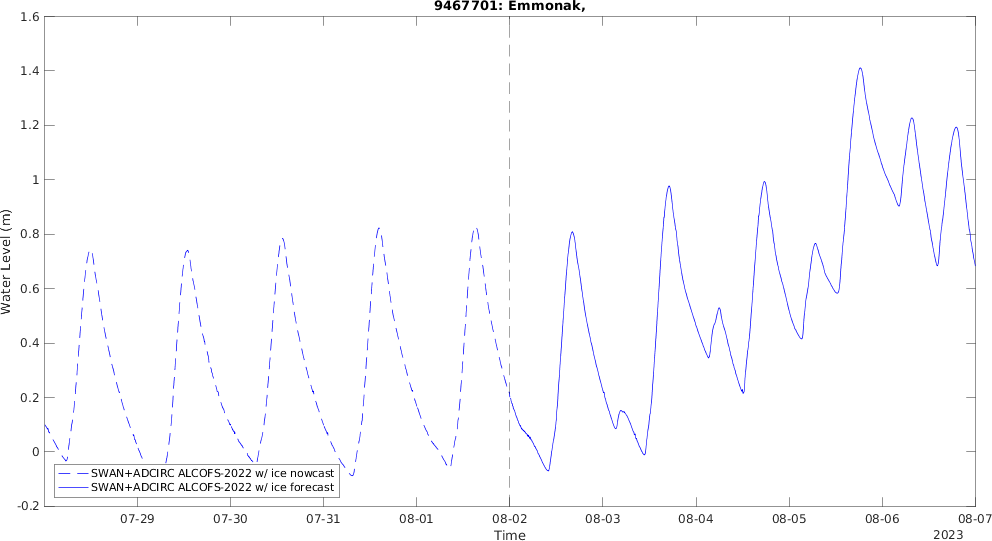 9467701: Emmonak,
1.6
1.4
1.2
1
0.8
0.6
0.4
0.2
0
-0.2
Water Level (m)
SWAN+ADCIRC ALCOFS-2022 w/ ice nowcast
SWAN+ADCIRC ALCOFS-2022 w/ ice forecast
07-29 07-30 07-31 08-01 08-02 08-03 08-04 08-05 08-06 08-07
Time
2023